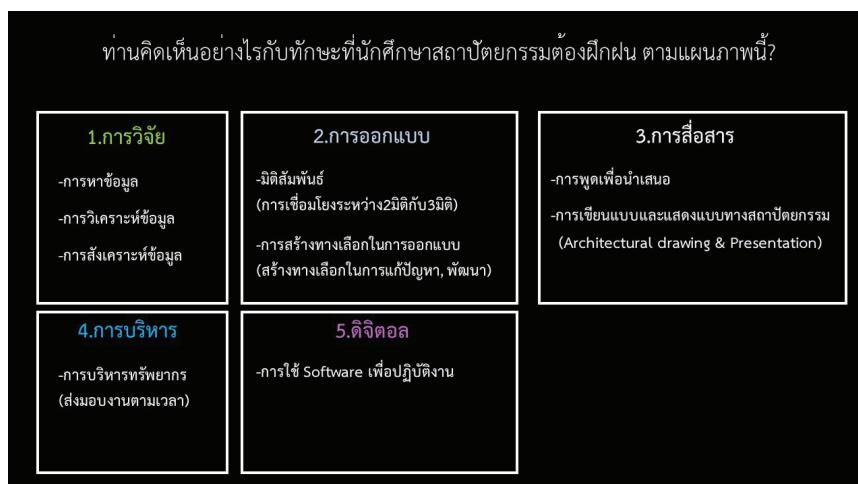 ท่านคิดเห็นอย่างไรกับทักษะที่นักศึกษาสถาปัตยกรรมต้องฝึกฝน ตามแผนภาพนี้?
1.การวิจัย
-การหาข้อมูล
-การวิเคราะห์ข้อมูล
-การสังเคราะห์ข้อมูล
2.การออกแบบ
-มิติสัมพันธ์
(การเชื่อมโยงระหว่าง2มิติกับ3มิติ)
-การสร้างทางเลือกในการออกแบบ
(สร้างทางเลือกในการแก้ปัญหา, พัฒนา)
3.การสื่อสาร
-การพูดเพื่อนำเสนอ
-การเขียนแบบและแสดงแบบทางสถาปัตยกรรม
(Architectural drawing & Presentation)
4.การบริหาร
-การบริหารทรัพยากร
(ส่งมอบงานตามเวลา)
5.ดิจิตอล
-การใช้ Software เพื่อปฏิบัติงาน